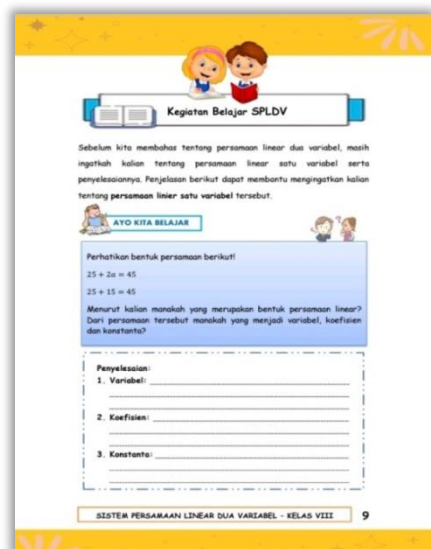 Kegiatan Belajar SPLDV
Sebelum kita membahas tentang persamaan linear dua variabel, masih
ingatkah kalian tentang persamaan linear satu variabel serta
penyelesaiannya. Penjelasan berikut dapat membantu mengingatkan kalian
tentang persamaan linier satu variabel tersebut.
AYO KITA BELAJAR
Perhatikan bentuk persamaan berikut!
25 + 2a = 45
25 + 15 = 45
Menurut kalian manakah yang merupakan bentuk persamaan linear?
Dari persamaan tersebut manakah yang menjadi variabel, koefisien
dan konstanta?
Penyelesaian:
1. Variabel:
2. Koefisien:
3. Konstanta:
SISTEM PERSAMAAN LINEAR DUA VARIABEL - KELAS VIII 9